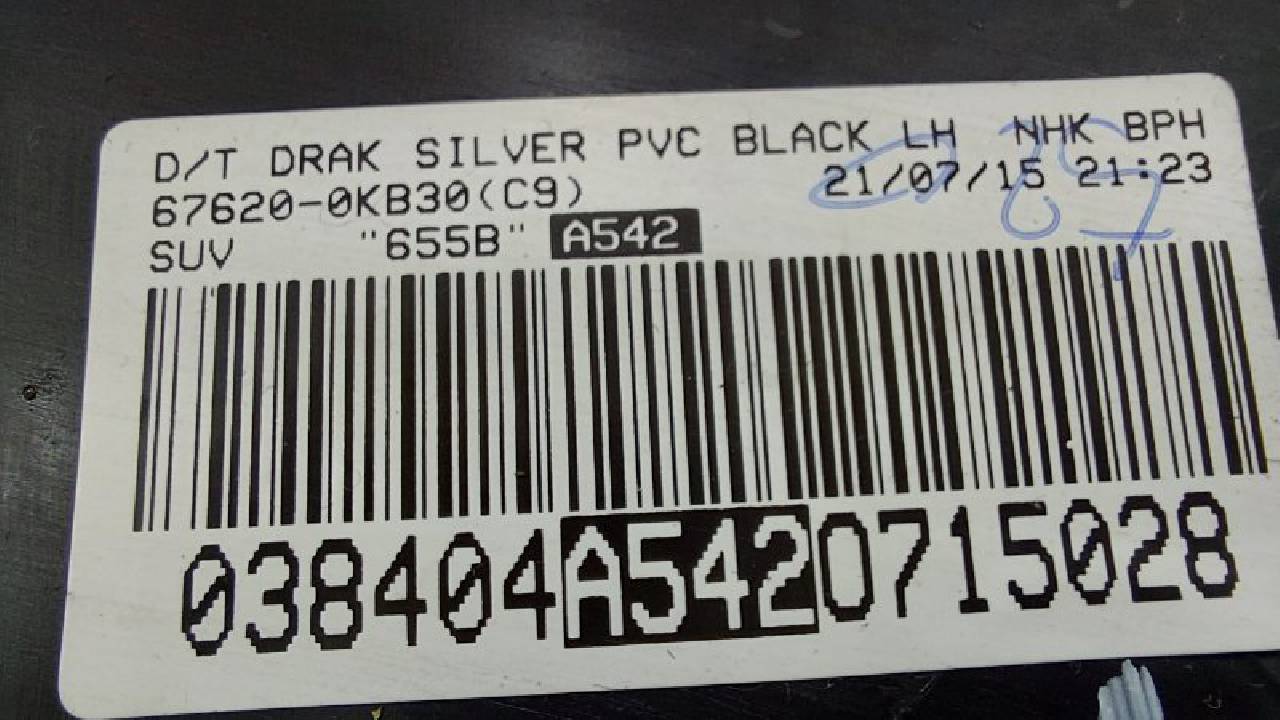 D/T DRAK SILVER PVC BLACK LH NHK BPH
67620-0KB30(C9) 21/07/15 21:23
SUV "655B" A542
038404A5420715028